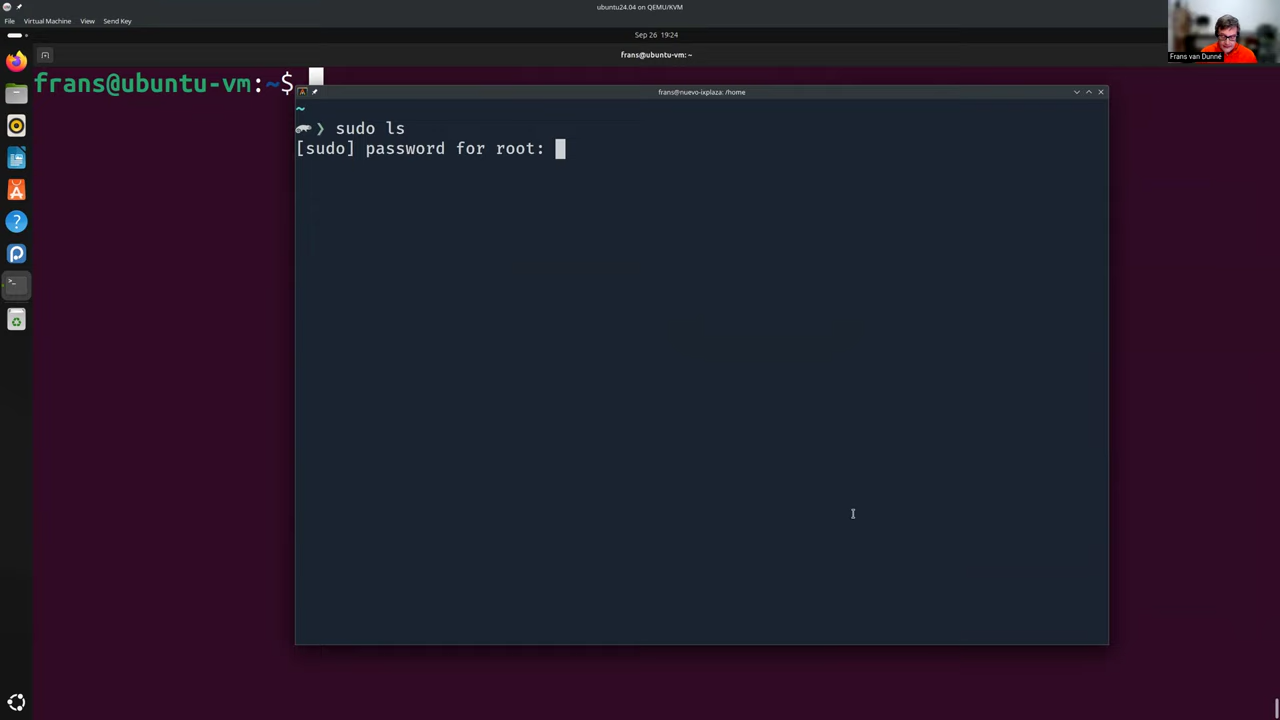 ubuntu24.04 on QEMU/KVM
File Virtual Machine View Send Key
Sep 26 19:24
frans@ubuntu-vm: ~
Frans van Dunné
frans@ubuntu-vm:~$
frans@nuevo-ixplaza: /home
~
❯ sudo ls
[sudo] password for root: